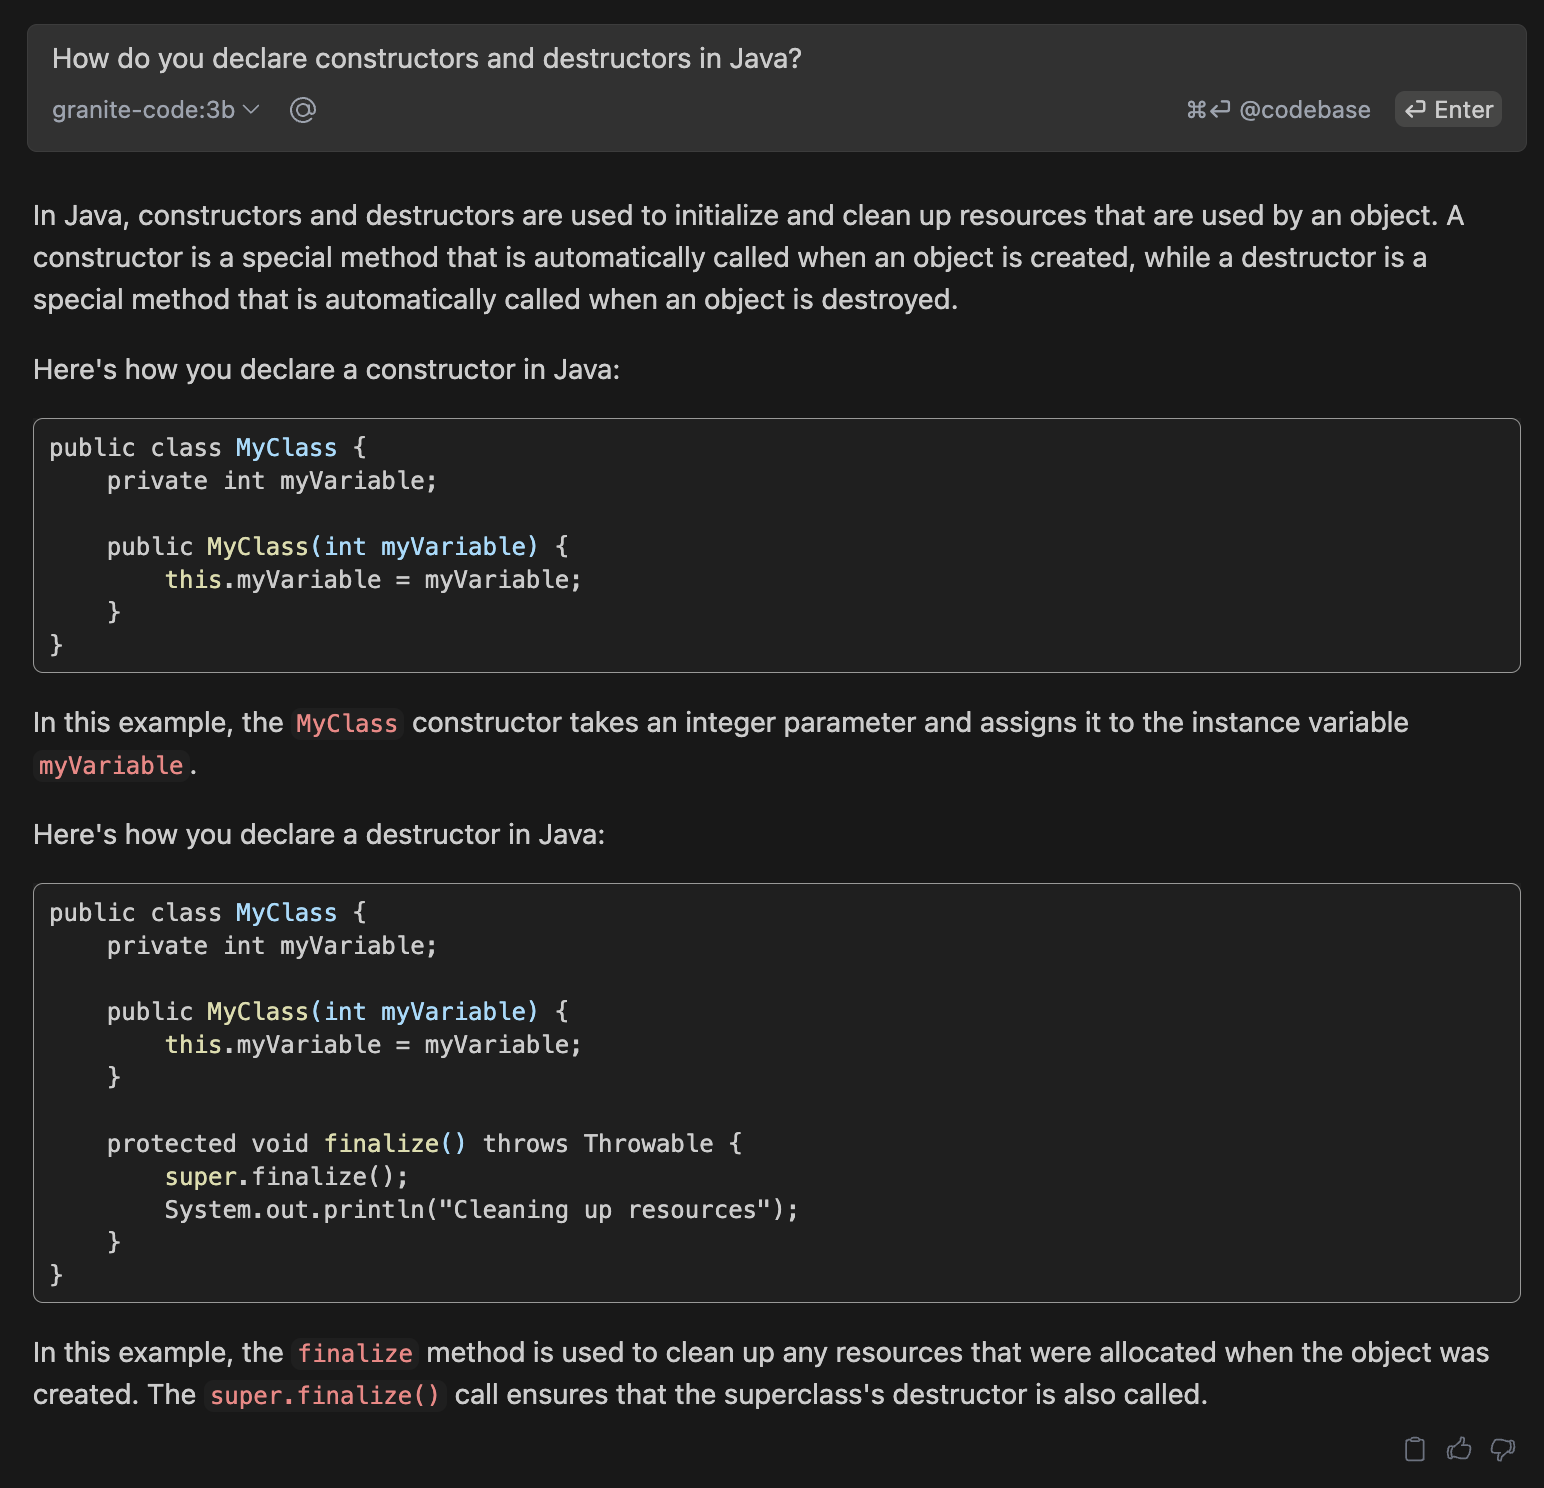 How do you declare constructors and destructors in Java?
granite-code:3b @ ⌘⏎ @codebase ⏎ Enter
In Java, constructors and destructors are used to initialize and clean up resources that are used by an object. A
constructor is a special method that is automatically called when an object is created, while a destructor is a
special method that is automatically called when an object is destroyed.
Here's how you declare a constructor in Java:
public class MyClass {
    private int myVariable;
    public MyClass(int myVariable) {
        this.myVariable = myVariable;
    }
}
In this example, the MyClass constructor takes an integer parameter and assigns it to the instance variable
myVariable.
Here's how you declare a destructor in Java:
public class MyClass {
    private int myVariable;
    public MyClass(int myVariable) {
        this.myVariable = myVariable;
    }
    protected void finalize() throws Throwable {
        super.finalize();
        System.out.println("Cleaning up resources");
    }
}
In this example, the finalize method is used to clean up any resources that were allocated when the object was
created. The super.finalize() call ensures that the superclass's destructor is also called.